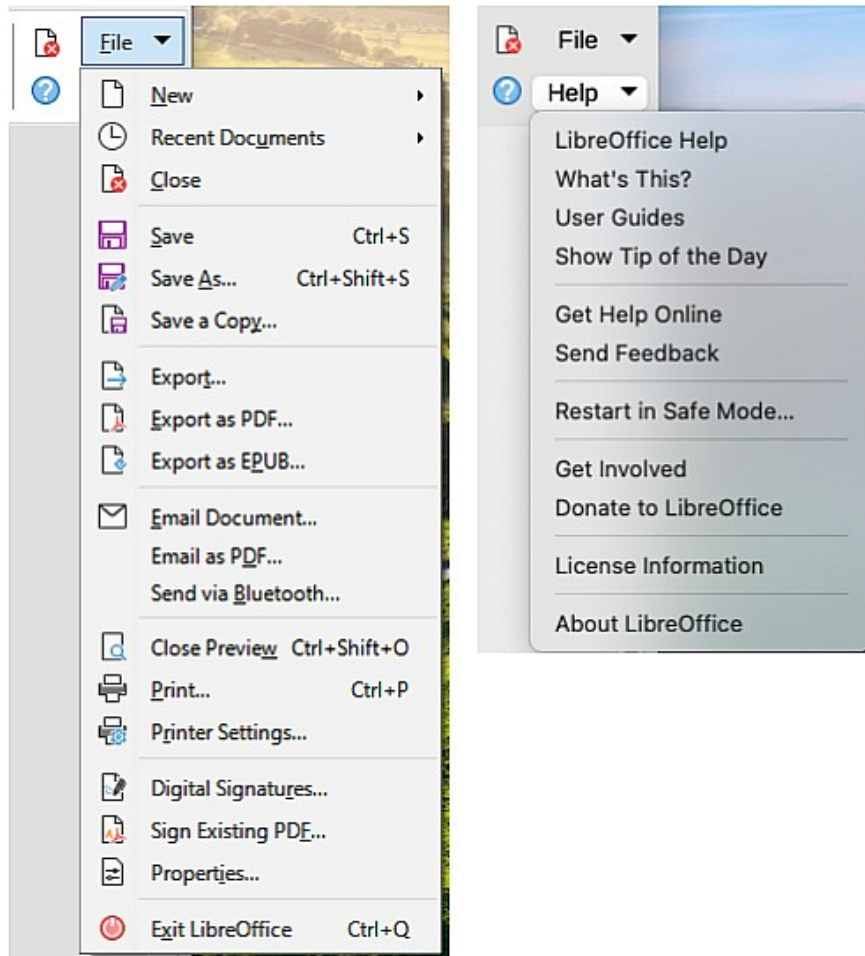 File
New
Recent Documents
Close
Save Ctrl+S
Save As... Ctrl+Shift+S
Save a Copy...
Export...
Export as PDF...
Export as EPUB...
Email Document...
Email as PDF...
Send via Bluetooth...
Close Preview Ctrl+Shift+O
Print... Ctrl+P
Printer Settings...
Digital Signatures...
Sign Existing PDF...
Properties...
Exit LibreOffice Ctrl+Q
File
Help
LibreOffice Help
What's This?
User Guides
Show Tip of the Day
Get Help Online
Send Feedback
Restart in Safe Mode...
Get Involved
Donate to LibreOffice
License Information
About LibreOffice